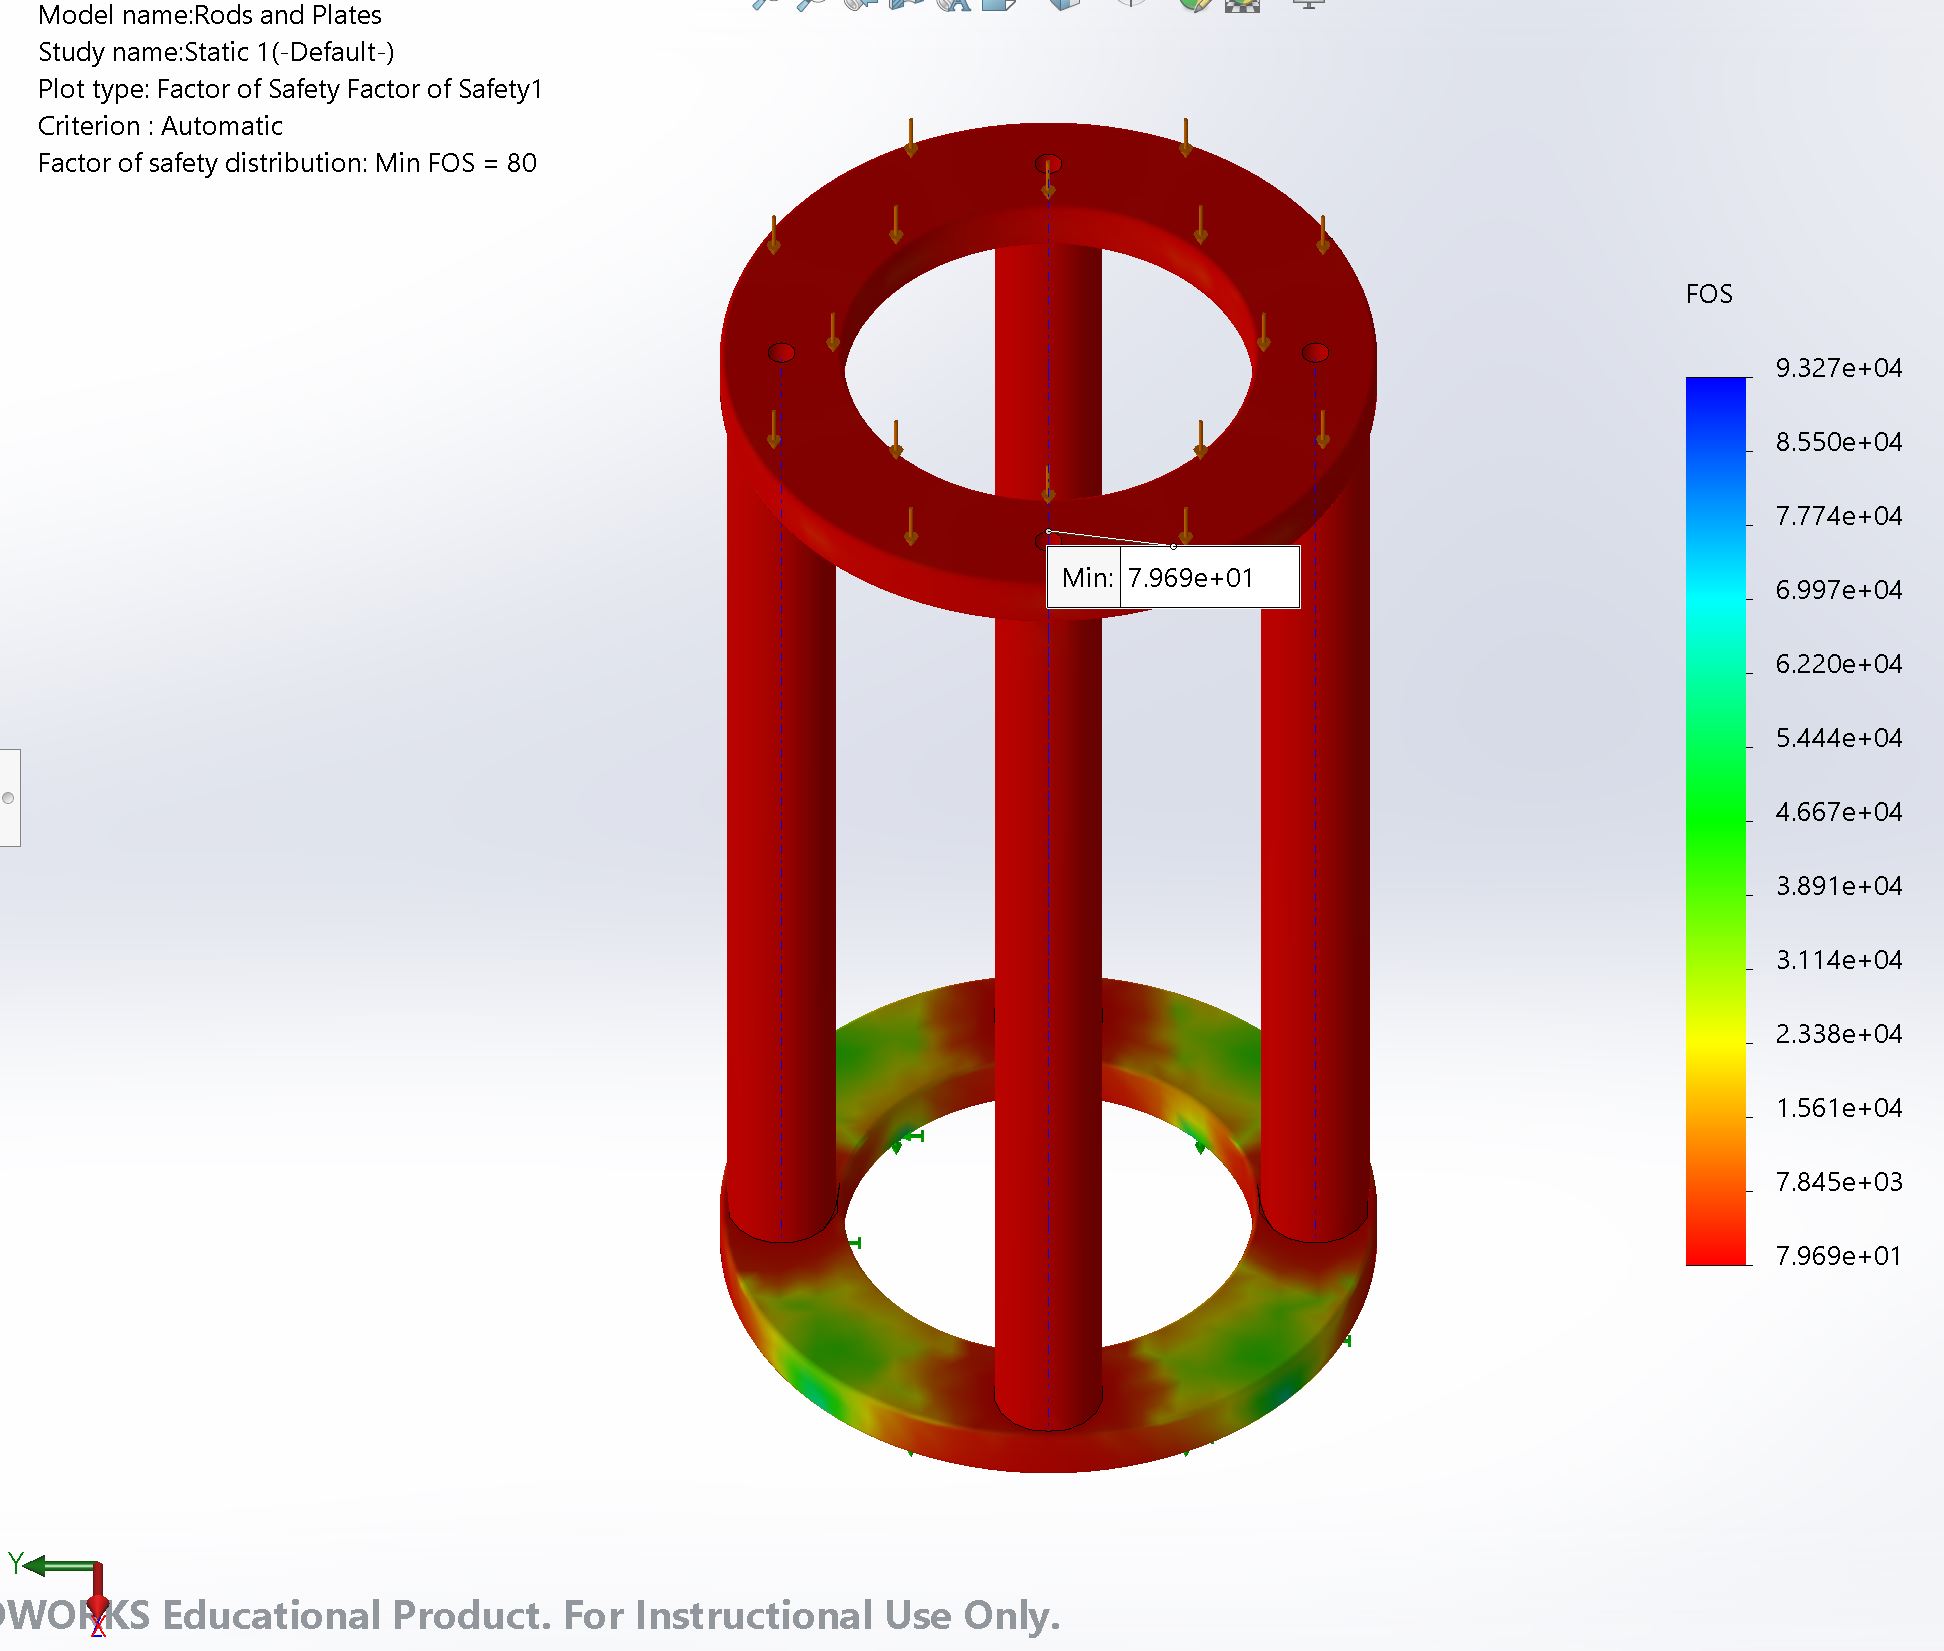 Model name:Rods and Plates
Study name:Static 1(-Default-)
Plot type: Factor of Safety Factor of Safety1
Criterion : Automatic
Factor of safety distribution: Min FOS = 80
FOS
9.327e+04
8.550e+04
7.774e+04
6.997e+04
6.220e+04
5.444e+04
4.667e+04
3.891e+04
3.114e+04
2.338e+04
1.561e+04
7.845e+03
7.969e+01
Min: 7.969e+01
Y
X
OWORKS Educational Product. For Instructional Use Only.